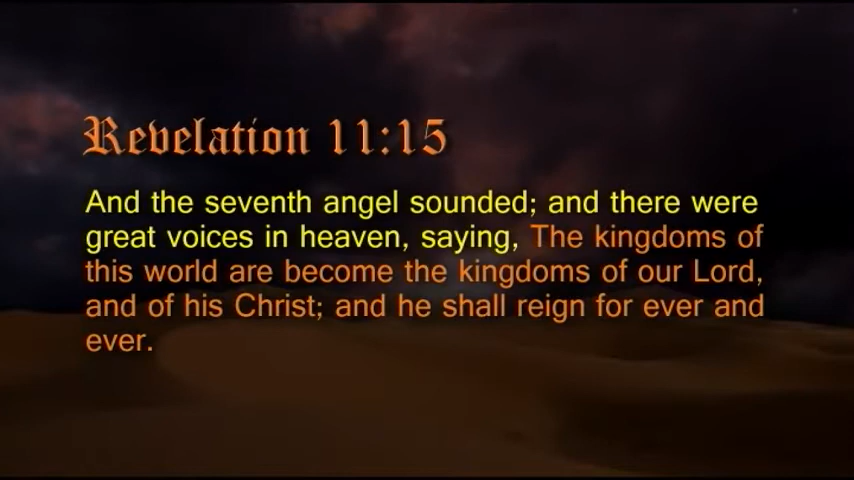 Revelation 11:15
And the seventh angel sounded; and there were
great voices in heaven, saying, The kingdoms of
this world are become the kingdoms of our Lord,
and of his Christ; and he shall reign for ever and
ever.